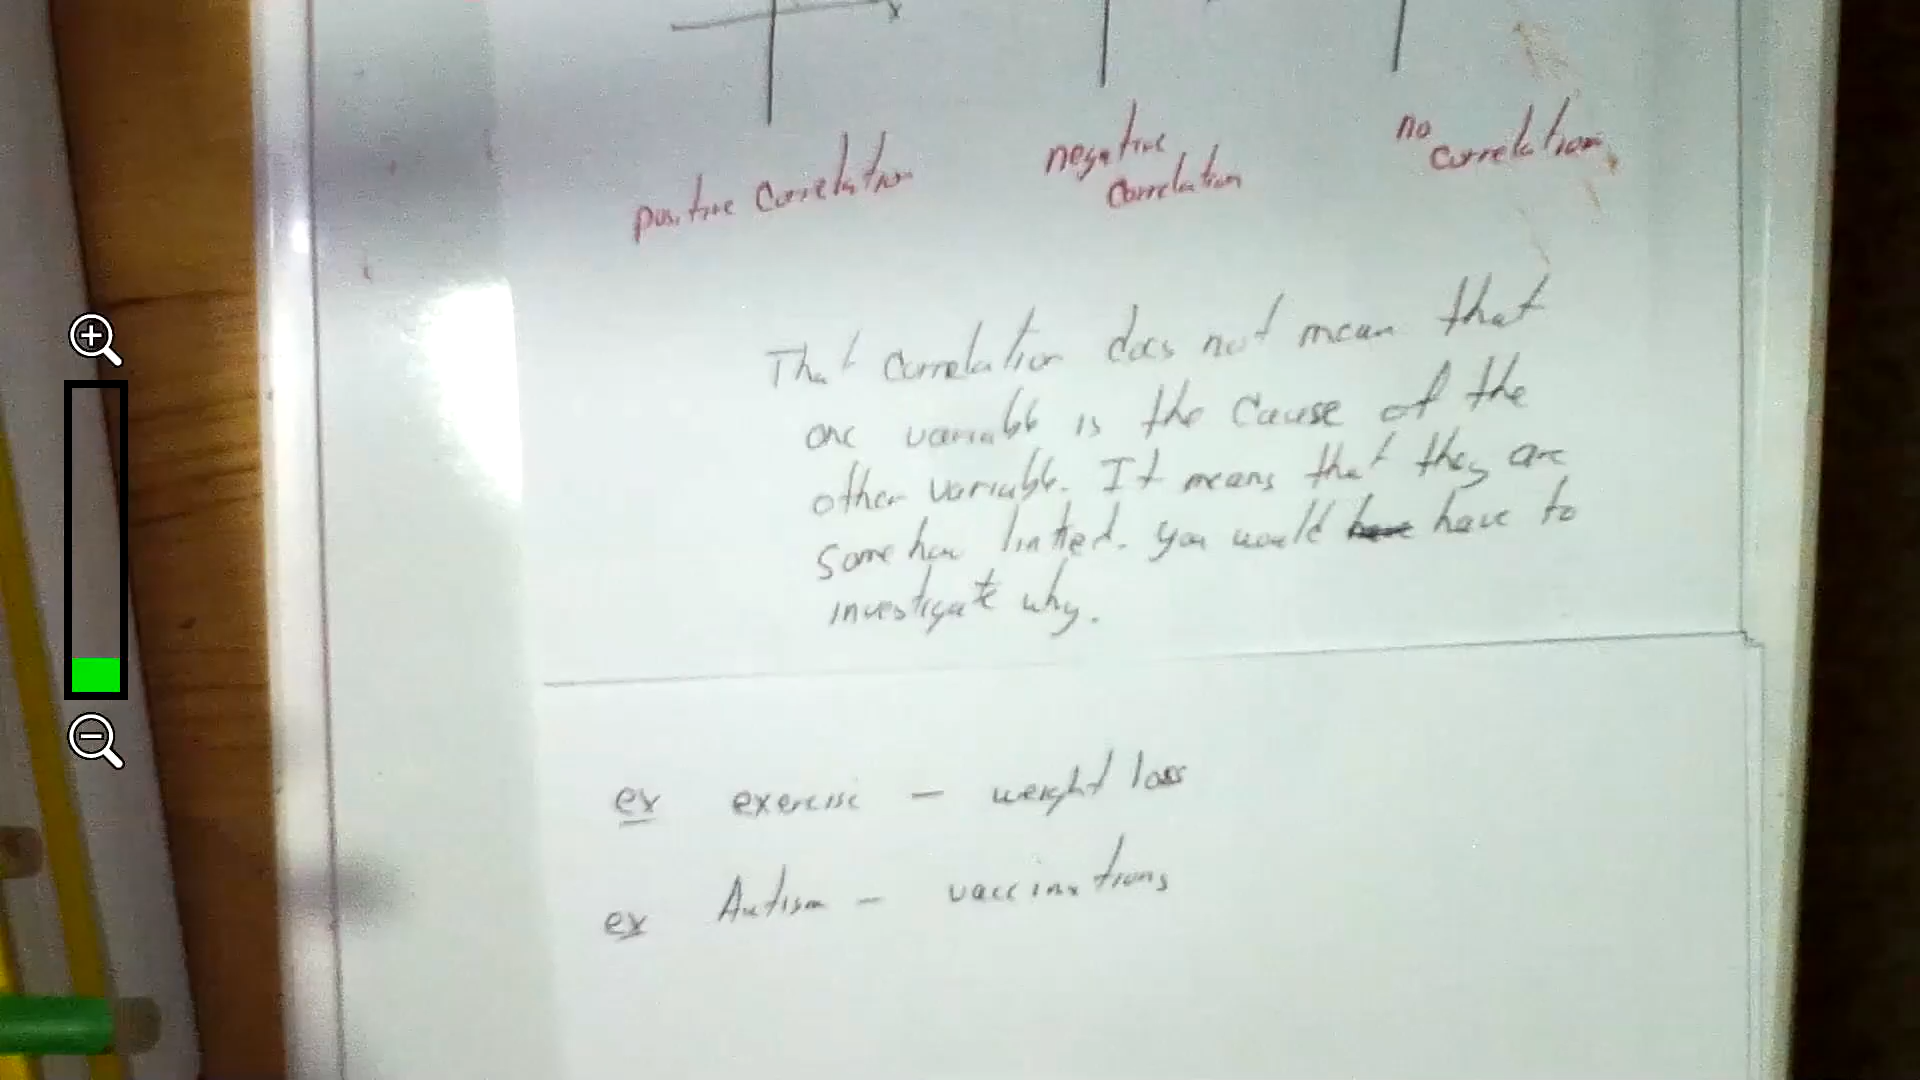 x
positive Correlation
negative
Correlation
no
correlation
That Correlation does not mean that
one variable is the Cause of the
other variable. It means that they are
Some how linked. you would have have to
investigate why.
ex exercise - weight loss
ex Autism - vaccinations